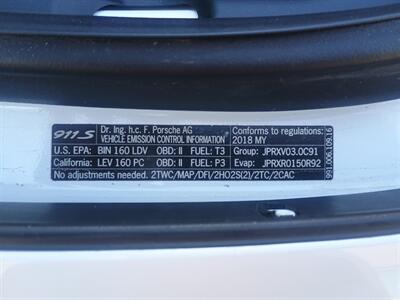 911 S Dr. Ing. h.c. F. Porsche AG Conforms to regulations:
VEHICLE EMISSION CONTROL INFORMATION 2018 MY
U.S. EPA: BIN 160 LDV OBD: II FUEL: T3 Group: JPRXV03.0C91
California: LEV 160 PC OBD: II FUEL: P3 Evap: JPRXR0150R92
No adjustments needed. 2TWC/MAP/DFI/2HO2S(2)/2TC/2CAC
991.006.109.16